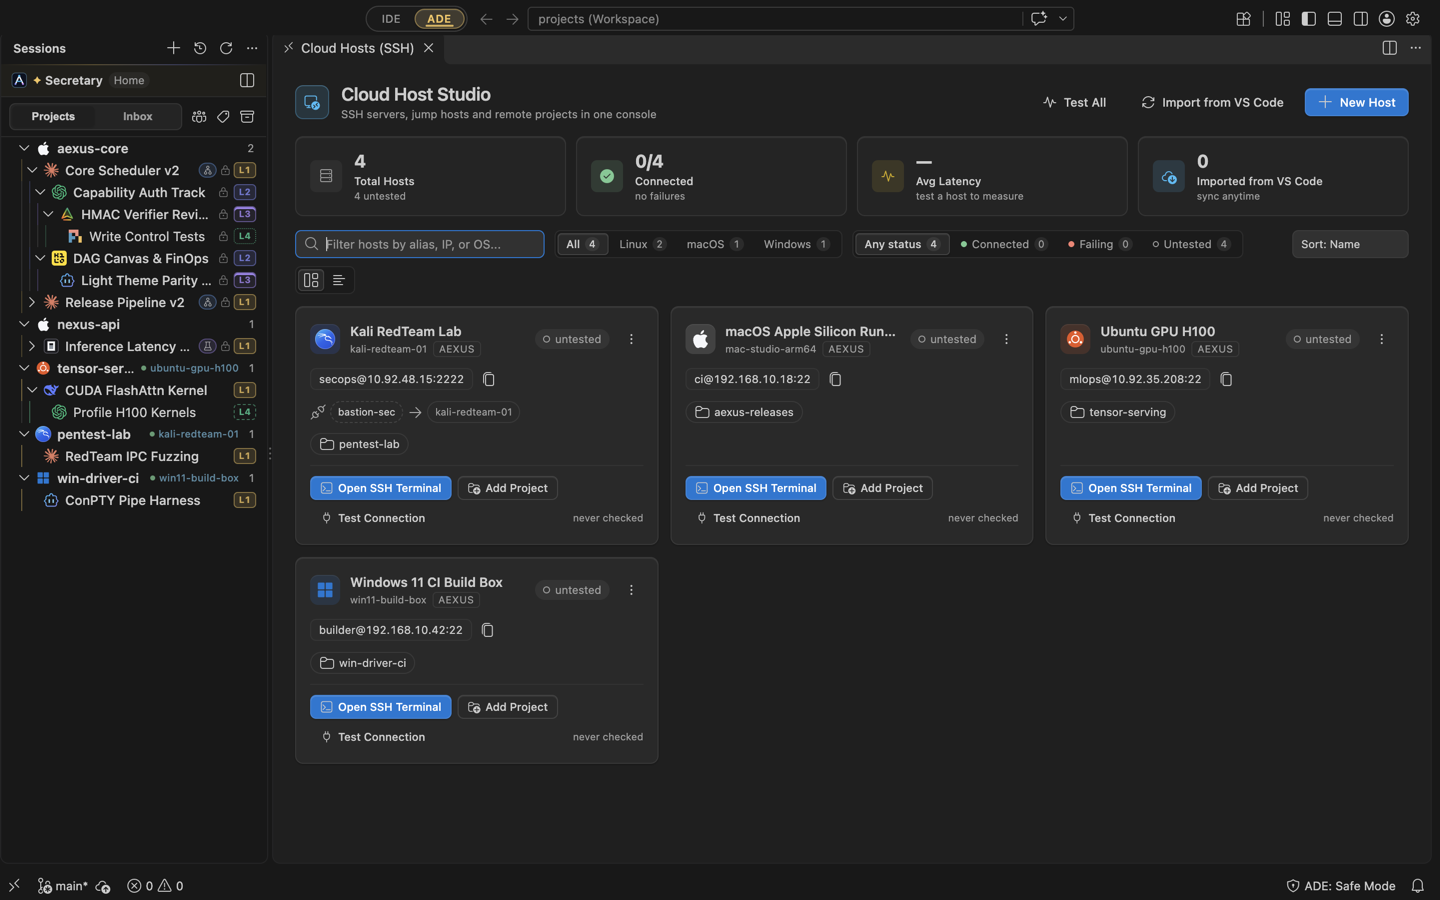 IDE ADE projects (Workspace)
Sessions
Cloud Hosts (SSH)
Secretary Home
Projects Inbox
aexus-core 2
Core Scheduler v2 L1
Capability Auth Track L2
HMAC Verifier Revi... L3
Write Control Tests L4
DAG Canvas & FinOps L2
Light Theme Parity ... L3
Release Pipeline v2 L1
nexus-api 1
Inference Latency ... L1
tensor-ser... ubuntu-gpu-h100 1
CUDA FlashAttn Kernel L1
Profile H100 Kernels L4
pentest-lab kali-redteam-01 1
RedTeam IPC Fuzzing L1
win-driver-ci win11-build-box 1
ConPTY Pipe Harness L1
Cloud Host Studio
SSH servers, jump hosts and remote projects in one console
Test All Import from VS Code New Host
4
Total Hosts
4 untested
0/4
Connected
no failures
—
Avg Latency
test a host to measure
0
Imported from VS Code
sync anytime
Filter hosts by alias, IP, or OS...
All 4 Linux 2 macOS 1 Windows 1
Any status 4 Connected 0 Failing 0 Untested 4
Sort: Name
Kali RedTeam Lab
kali-redteam-01 AEXUS
untested
secops@10.92.48.15:2222
bastion-sec kali-redteam-01
pentest-lab
Open SSH Terminal Add Project
Test Connection never checked
macOS Apple Silicon Run...
mac-studio-arm64 AEXUS
untested
ci@192.168.10.18:22
aexus-releases
Open SSH Terminal Add Project
Test Connection never checked
Ubuntu GPU H100
ubuntu-gpu-h100 AEXUS
untested
mlops@10.92.35.208:22
tensor-serving
Open SSH Terminal Add Project
Test Connection never checked
Windows 11 CI Build Box
win11-build-box AEXUS
untested
builder@192.168.10.42:22
win-driver-ci
Open SSH Terminal Add Project
Test Connection never checked
main* 0 0
ADE: Safe Mode